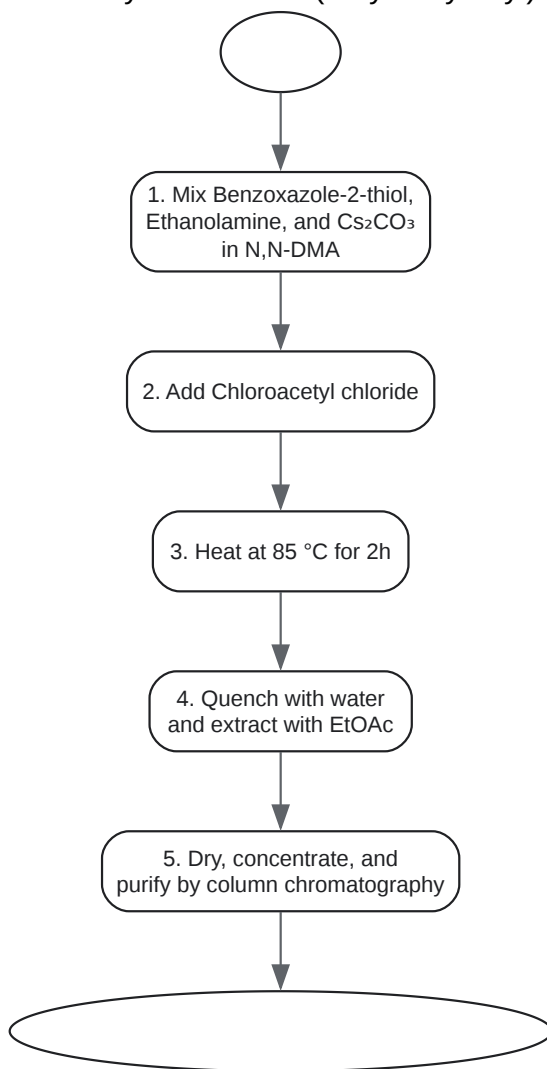 1. Mix Benzoxazole-2-thiol,
Ethanolamine, and Cs₂CO₃
in N,N-DMA
2. Add Chloroacetyl chloride
3. Heat at 85 °C for 2h
4. Quench with water
and extract with EtOAc
5. Dry, concentrate, and
purify by column chromatography